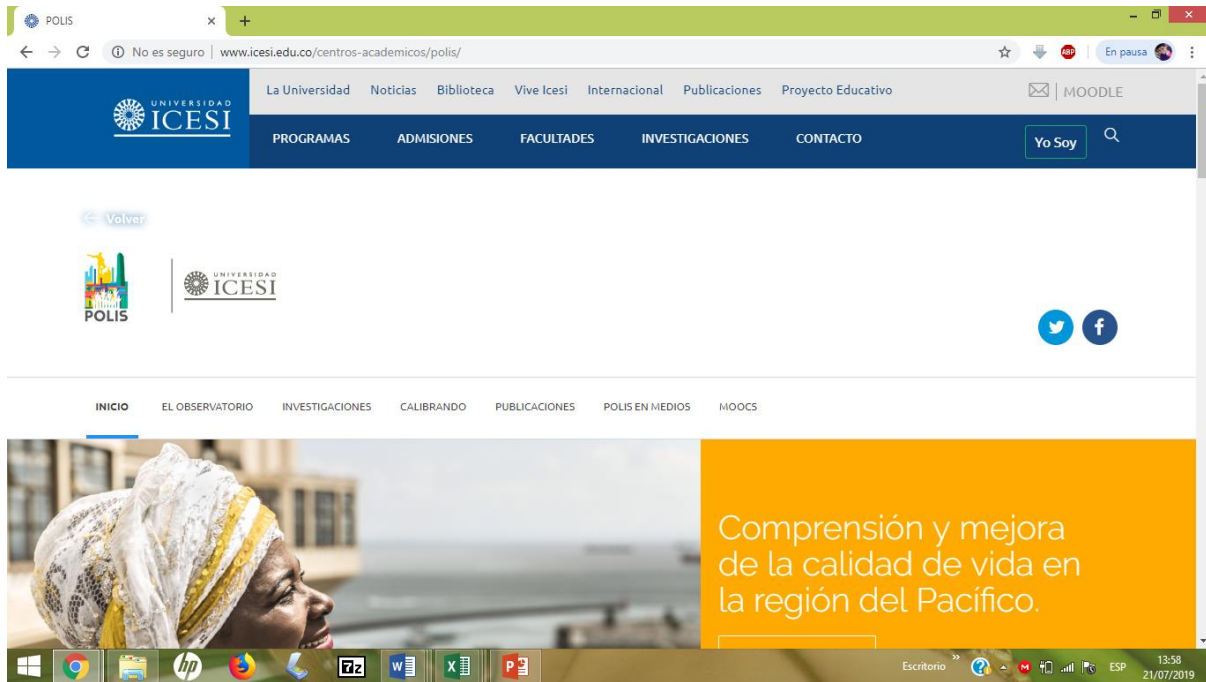 POLIS
No es seguro | www.icesi.edu.co/centros-academicos/polis/
ABP
En pausa
UNIVERSIDAD
ICESI
La Universidad Noticias Biblioteca Vive Icesi Internacional Publicaciones Proyecto Educativo
MOODLE
PROGRAMAS ADMISIONES FACULTADES INVESTIGACIONES CONTACTO
Yo Soy
Volver
POLIS
UNIVERSIDAD
ICESI
INICIO EL OBSERVATORIO INVESTIGACIONES CALIBRANDO PUBLICACIONES POLIS EN MEDIOS MOOCS
Comprensión y mejora
de la calidad de vida en
la región del Pacífico.
hp
7z
Escritorio
ESP
13:58
21/07/2019